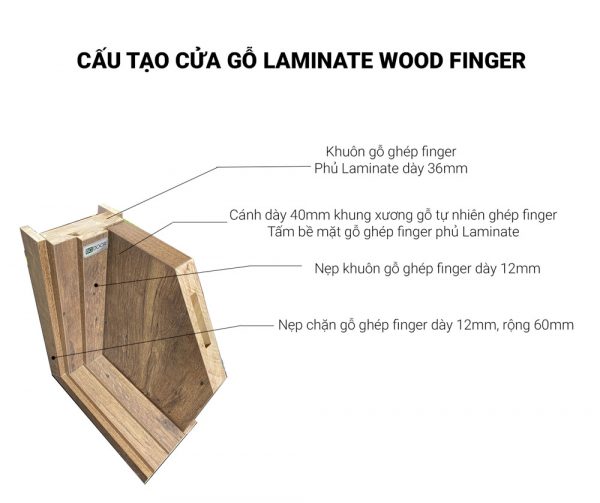 CẤU TẠO CỬA GỖ LAMINATE WOOD FINGER
Khuôn gỗ ghép finger
Phủ Laminate dày 36mm
Cánh dày 40mm khung xương gỗ tự nhiên ghép finger
Tấm bề mặt gỗ ghép finger phủ Laminate
Nẹp khuôn gỗ ghép finger dày 12mm
Nẹp chặn gỗ ghép finger dày 12mm, rộng 60mm